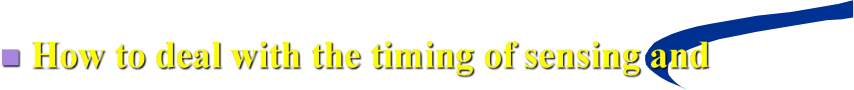 How to deal with the timing of sensing and